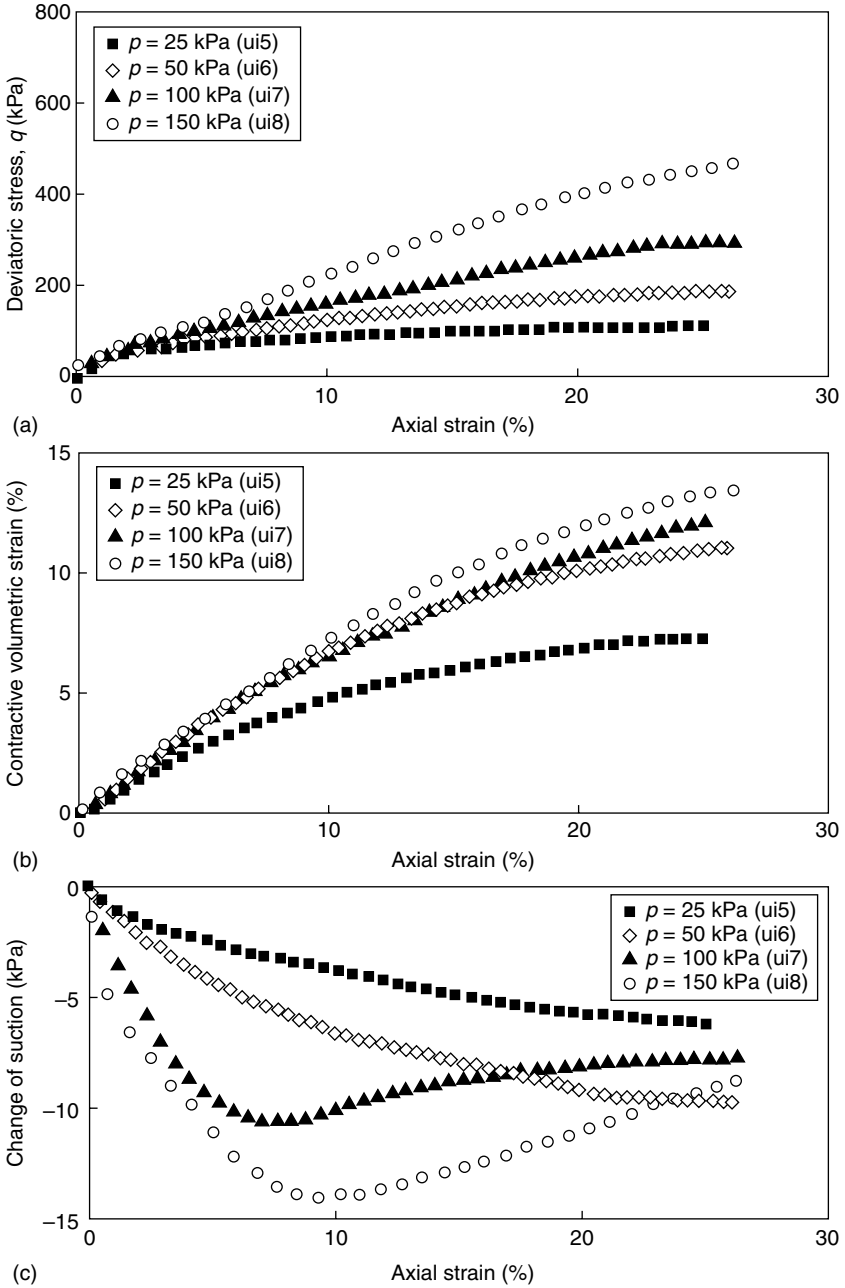 800
600
400
200
0
Deviatoric stress, q (kPa)
p = 25 kPa (ui5)
p = 50 kPa (ui6)
p = 100 kPa (ui7)
p = 150 kPa (ui8)
0
10
20
30
Axial strain (%)
(a)
15
10
5
0
Contractive volumetric strain (%)
p = 25 kPa (ui5)
p = 50 kPa (ui6)
p = 100 kPa (ui7)
p = 150 kPa (ui8)
0
10
20
30
Axial strain (%)
(b)
0
−5
−10
−15
Change of suction (kPa)
p = 25 kPa (ui5)
p = 50 kPa (ui6)
p = 100 kPa (ui7)
p = 150 kPa (ui8)
0
10
20
30
Axial strain (%)
(c)